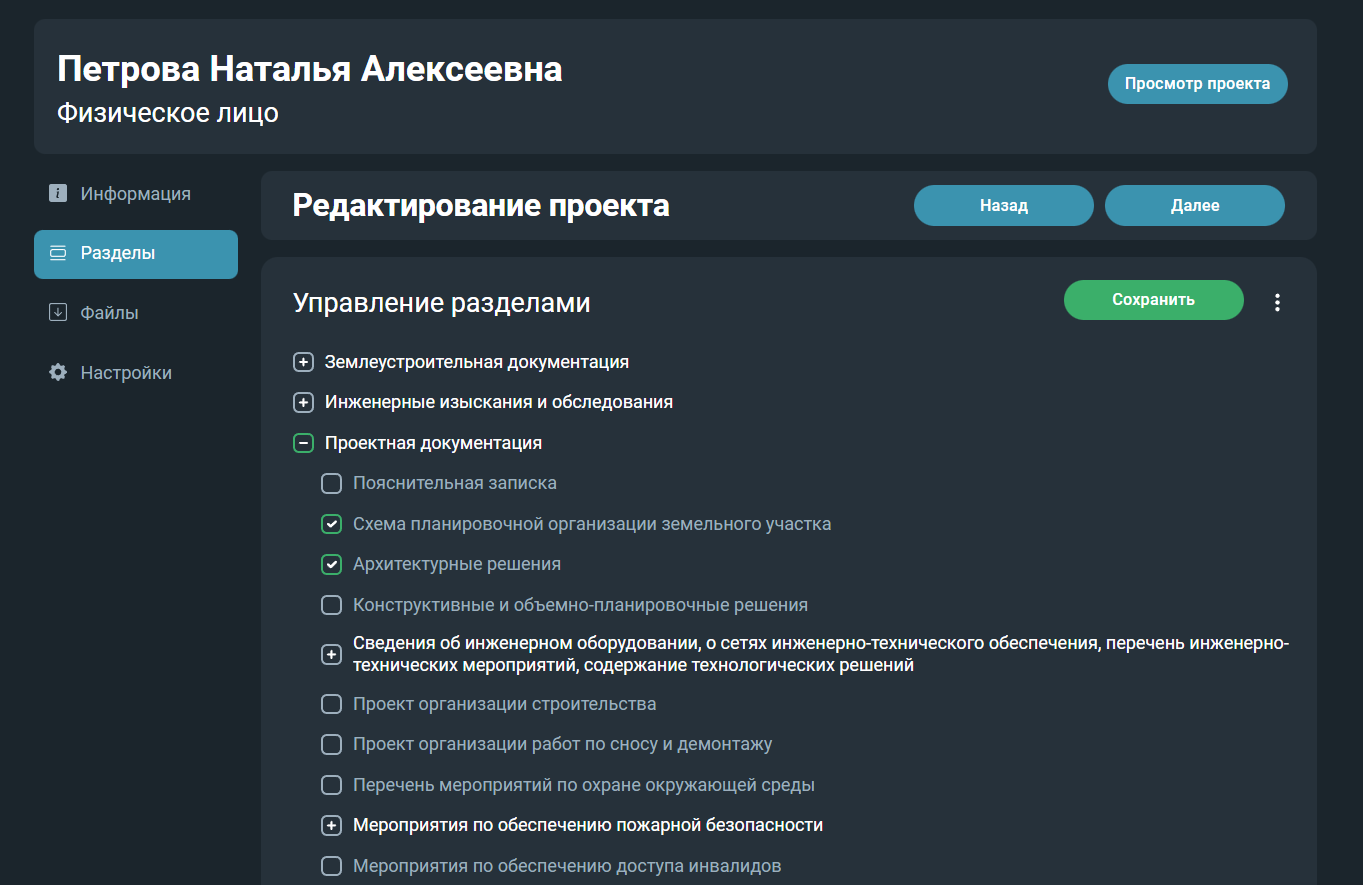 Петрова Наталья Алексеевна
Физическое лицо
Просмотр проекта
Информация
Разделы
Файлы
Настройки
Редактирование проекта
Назад
Далее
Управление разделами
Сохранить
Землеустроительная документация
Инженерные изыскания и обследования
Проектная документация
Пояснительная записка
Схема планировочной организации земельного участка
Архитектурные решения
Конструктивные и объемно-планировочные решения
Сведения об инженерном оборудовании, о сетях инженерно-технического обеспечения, перечень инженерно-
технических мероприятий, содержание технологических решений
Проект организации строительства
Проект организации работ по сносу и демонтажу
Перечень мероприятий по охране окружающей среды
Мероприятия по обеспечению пожарной безопасности
Мероприятия по обеспечению доступа инвалидов